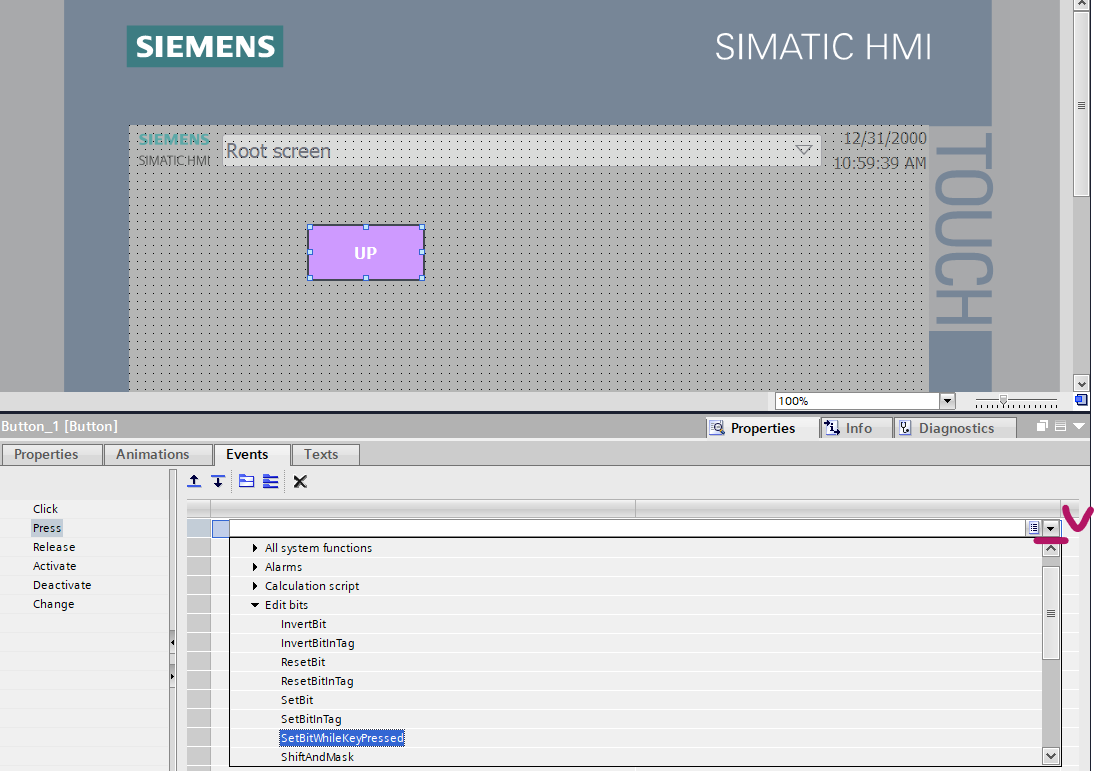 SIEMENS
SIMATIC HMI
SIEMENS
SIMATIC HMI
Root screen
12/31/2000
10:59:39 AM
TOUCH
UP
100%
Button_1 [Button]
Properties
Info
Diagnostics
Properties
Animations
Events
Texts
Click
Press
Release
Activate
Deactivate
Change
All system functions
Alarms
Calculation script
Edit bits
InvertBit
InvertBitInTag
ResetBit
ResetBitInTag
SetBit
SetBitInTag
SetBitWhileKeyPressed
ShiftAndMask